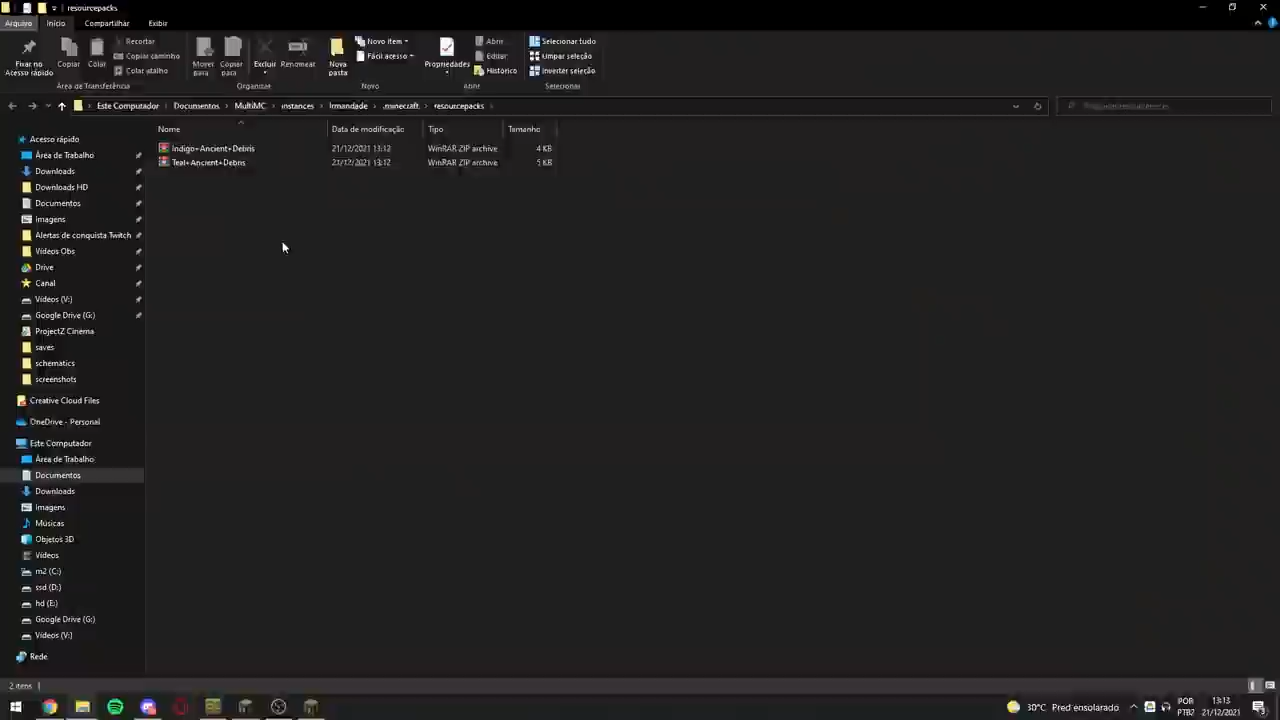 resourcepacks
Arquivo Início Compartilhar Exibir
Fixar no Acesso rápido
Copiar
Colar
Recortar
Copiar caminho
Colar atalho
Mover para
Copiar para
Excluir
Renomear
Nova pasta
Novo item
Fácil acesso
Propriedades
Abrir
Editar
Histórico
Selecionar tudo
Limpar seleção
Inverter seleção
Área de Transferência Organizar Novo Abrir Selecionar
Este Computador Documentos MultiMC instances Irmandade .minecraft resourcepacks
Nome Data de modificação Tipo Tamanho
Indigo+Ancient+Debris 21/12/2021 13:12 WinRAR ZIP archive 4 KB
Teal+Ancient+Debris 21/12/2021 13:12 WinRAR ZIP archive 5 KB
Acesso rápido
Área de Trabalho
Downloads
Downloads HD
Documentos
Imagens
Alertas de conquista Twitch
Vídeos Obs
Drive
Canal
Vídeos (V:)
Google Drive (G:)
ProjectZ Cinema
saves
schematics
screenshots
Creative Cloud Files
OneDrive - Personal
Este Computador
Área de Trabalho
Documentos
Downloads
Imagens
Músicas
Objetos 3D
Vídeos
m2 (C:)
ssd (D:)
hd (E:)
Google Drive (G:)
Vídeos (V:)
Rede
2 itens
30°C Pred ensolarado
POR
PTB2
13:13
21/12/2021